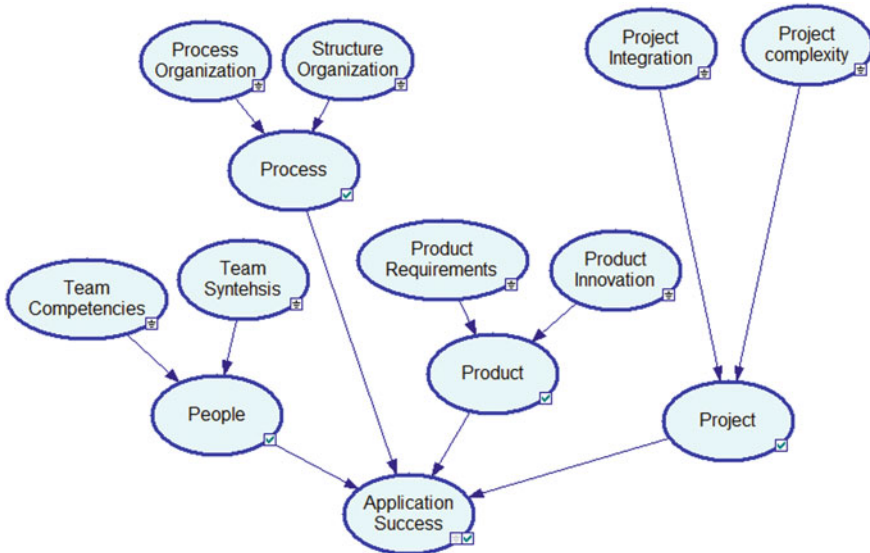 Process
Organization
Structure
Organization
Project
Integration
Project
complexity
Process
Team
Competencies
Team
Syntehsis
Product
Requirements
Product
Innovation
People
Product
Project
Application
Success